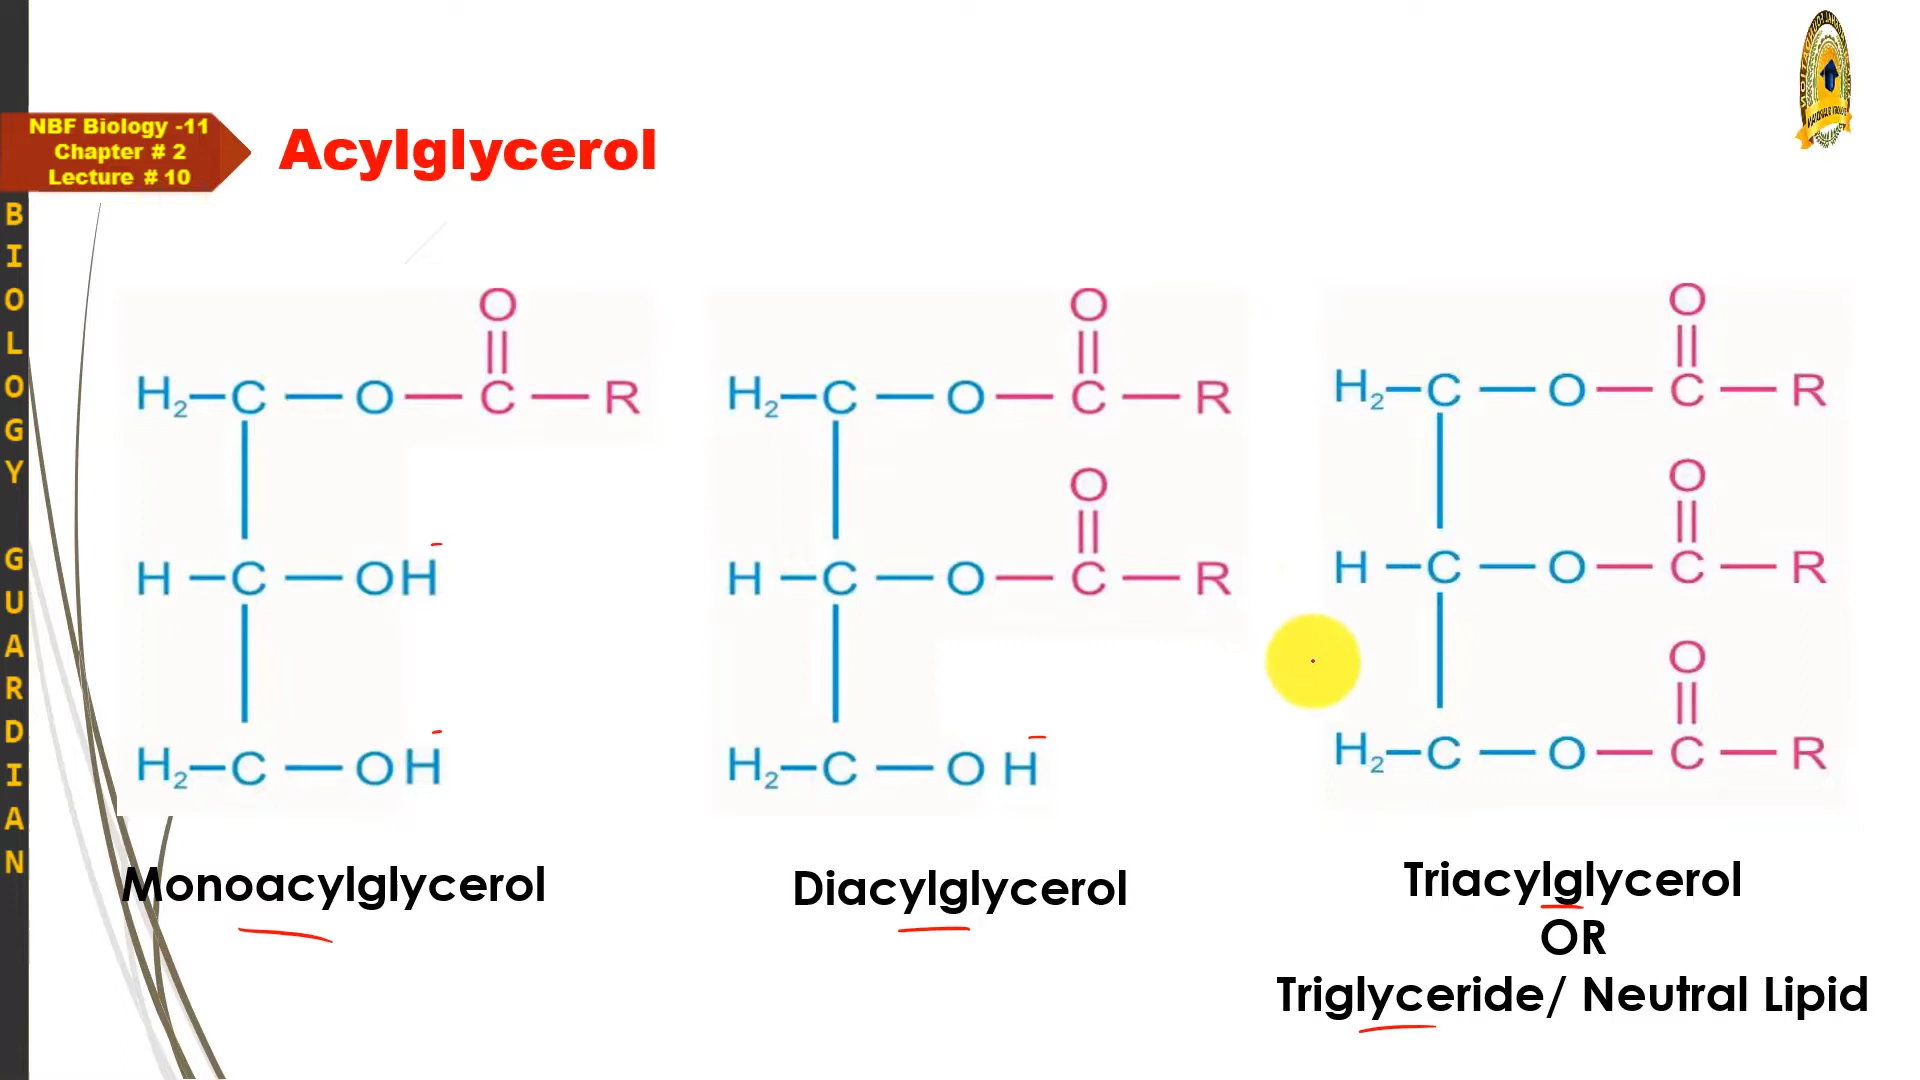 NBF Biology -11
Chapter # 2
Lecture # 10
Acylglycerol
BIOLOGY GUARDIAN
O
H₂–C—O—C—R
H–C—OH
H₂–C—OH
Monoacylglycerol
O
H₂–C—O—C—R
O
H–C—O—C—R
H₂–C—O H
Diacylglycerol
O
H₂–C—O—C—R
O
H–C—O—C—R
O
H₂–C—O—C—R
Triacylglycerol
OR
Triglyceride/ Neutral Lipid